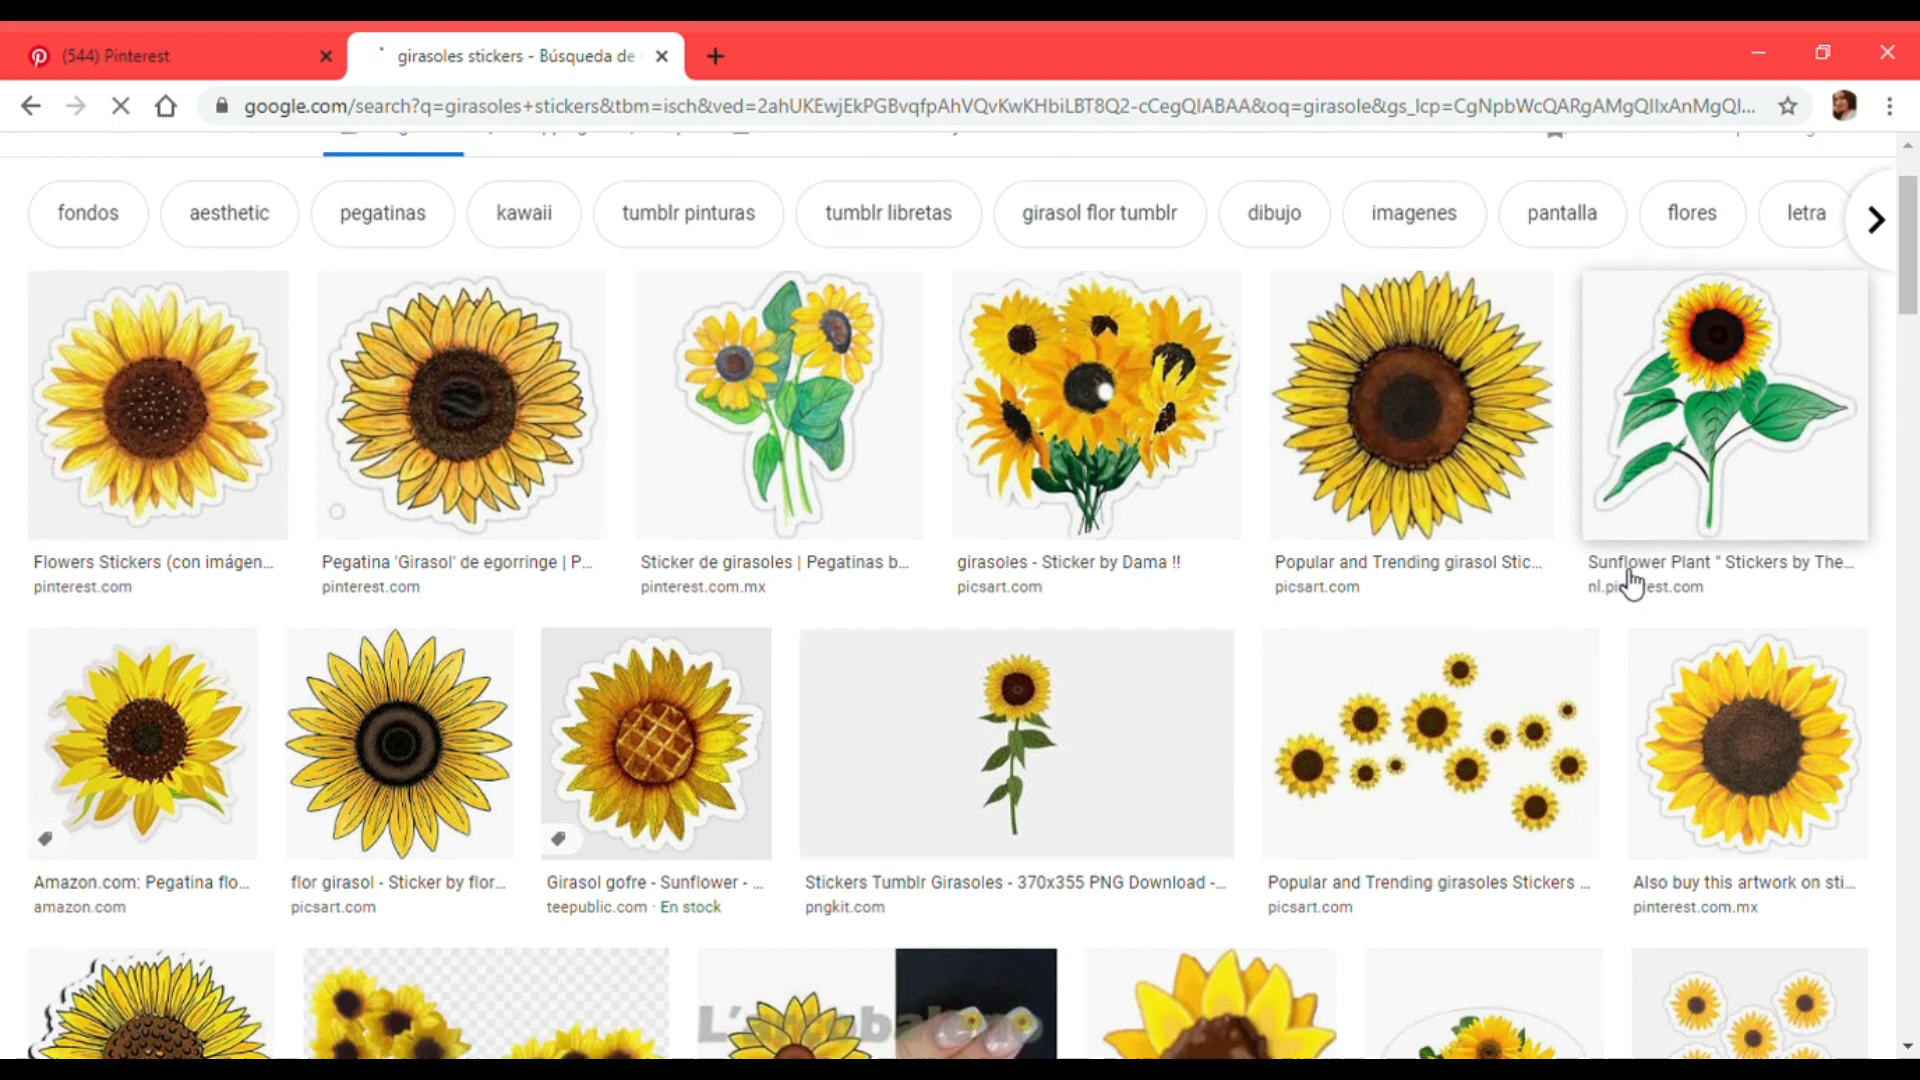 (544) Pinterest
girasoles stickers - Búsqueda de
google.com/search?q=girasoles+stickers&tbm=isch&ved=2ahUKEwjEkPGBvqfpAhVQvKwKHbiLBT8Q2-cCegQIABAA&oq=girasole&gs_lcp=CgNpbWcQARgAMgQIIxAnMgQI...
fondos aesthetic pegatinas kawaii tumblr pinturas tumblr libretas girasol flor tumblr dibujo imagenes pantalla flores letra
Flowers Stickers (con imágen... Pegatina 'Girasol' de egorringe | P... Sticker de girasoles | Pegatinas b... girasoles - Sticker by Dama !! Popular and Trending girasol Stic... Sunflower Plant " Stickers by The...
pinterest.com pinterest.com pinterest.com.mx picsart.com picsart.com
Amazon.com: Pegatina flo... flor girasol - Sticker by flor... Girasol gofre - Sunflower - ... Stickers Tumblr Girasoles - 370x355 PNG Download -... Popular and Trending girasoles Stickers ... Also buy this artwork on sti...
amazon.com picsart.com teepublic.com · En stock pngkit.com picsart.com pinterest.com.mx